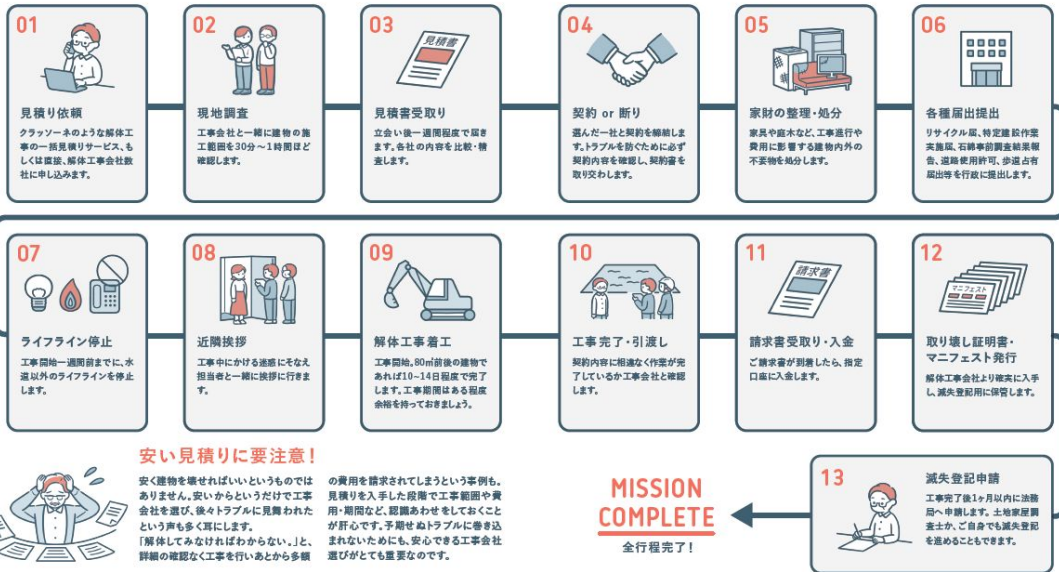 01
見積り依頼
クラッソーネのような解体工
事の一括見積りサービス、も
しくは直接、解体工事会社数
社に申し込みます。
02
現地調査
工事会社と一緒に建物の施
工範囲を30分〜1時間ほど
確認します。
03
見積書
見積書受取り
立会い後一週間程度で届き
ます。各社の内容を比較・精
査します。
04
契約 or 断り
選んだ一社と契約を締結しま
す。トラブルを防ぐために必ず
契約内容を確認し、契約書を
取り交わします。
05
家財の整理・処分
家具や庭木など、工事進行や
費用に影響する建物内外の
不要物を処分します。
06
各種届出提出
リサイクル届、特定建設作業
実施届、石綿事前調査結果報
告、道路使用許可、歩道占有
届出等を行政に提出します。
07
ライフライン停止
工事開始一週間前までに、水
道以外のライフラインを停止
します。
08
近隣挨拶
工事中にかける迷惑にそなえ
担当者と一緒に挨拶に行きま
す。
09
解体工事着工
工事開始。80㎡前後の建物で
あれば10〜14日程度で完了
します。工事期間はある程度
余裕を持っておきましょう。
10
工事完了・引渡し
契約内容に相違なく作業が完
了しているか工事会社と確認
します。
11
請求書
請求書受取り・入金
ご請求書が到着したら、指定
口座に入金します。
12
マニフェスト
取り壊し証明書・
マニフェスト発行
解体工事会社より確実に入手
し、滅失登記用に保管します。
安い見積りに要注意!
安く建物を壊せればいいというものでは
ありません。安いからというだけで工事
会社を選び、後々トラブルに見舞われた
という声も多く耳にします。
「解体してみなければわからない。」と、
詳細の確認なく工事を行いあとから多額
の費用を請求されてしまうという事例も。
見積りを入手した段階で工事範囲や費
用・期間など、認識あわせをしておくこと
が肝心です。予期せぬトラブルに巻き込
まれないためにも、安心できる工事会社
選びがとても重要なのです。
13
滅失登記申請
工事完了後1ヶ月以内に法務
局へ申請します。土地家屋調
査士か、ご自身でも滅失登記
を進めることもできます。
MISSION
COMPLETE
全行程完了!